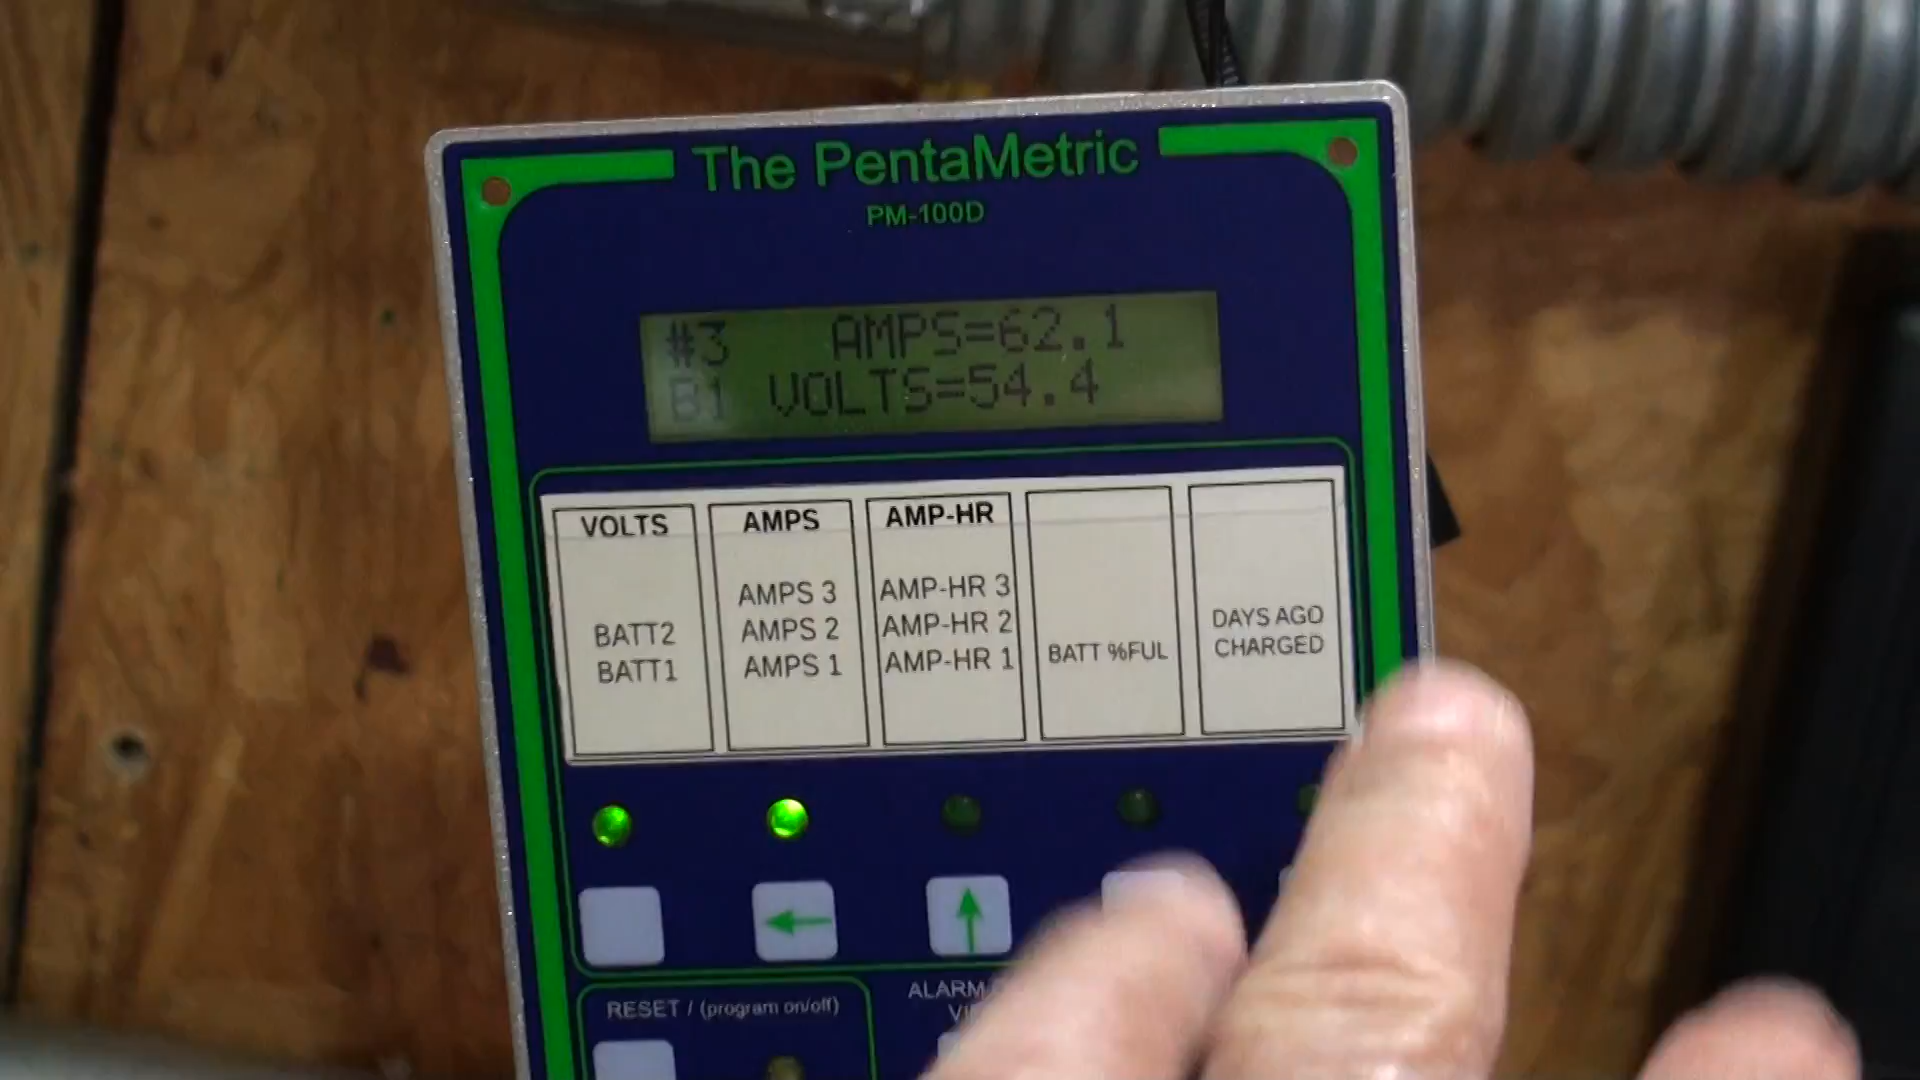 The PentaMetric
PM-100D
#3 AMPS=62.1
B1 VOLTS=54.4
VOLTS
BATT2
BATT1
AMPS
AMPS 3
AMPS 2
AMPS 1
AMP-HR
AMP-HR 3
AMP-HR 2
AMP-HR 1
BATT %FUL
DAYS AGO
CHARGED
RESET / (program on/off)
ALARM